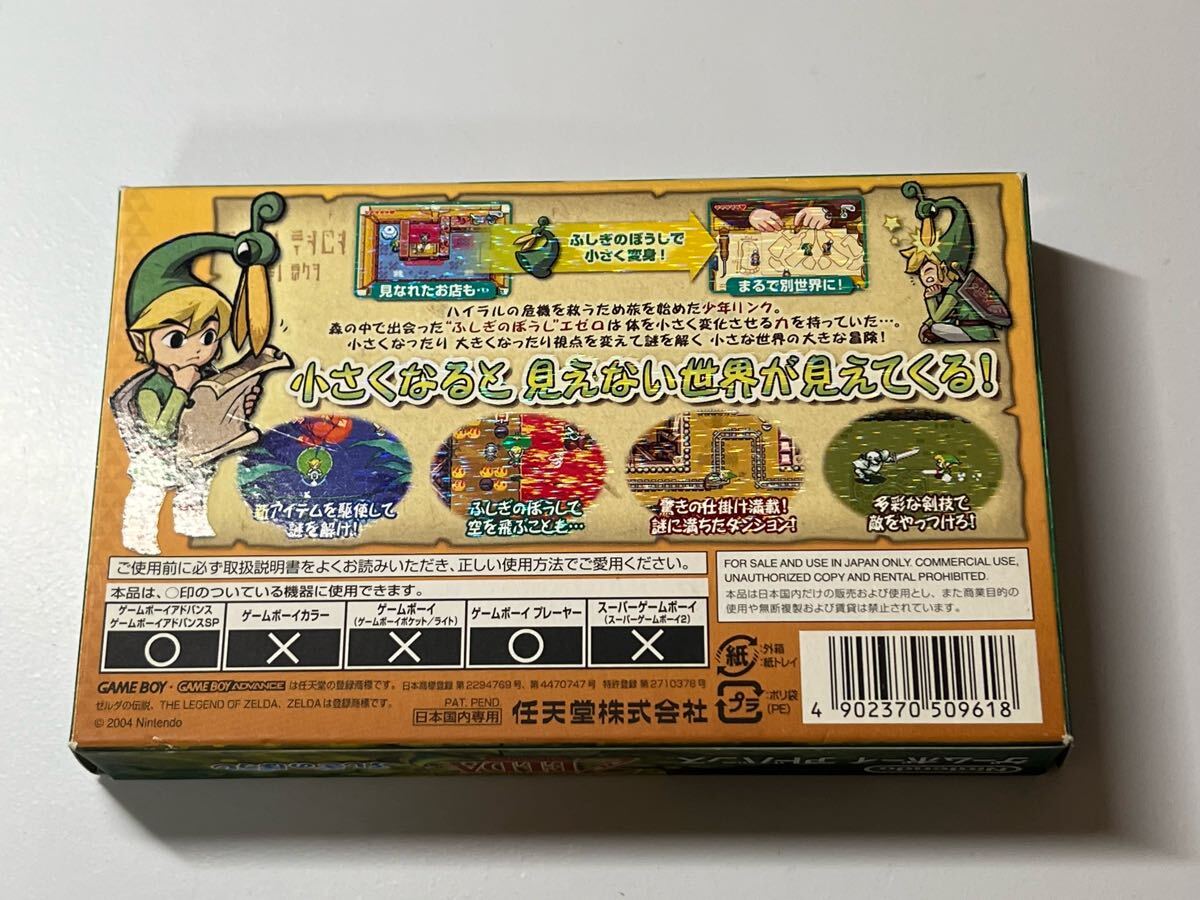 ふしぎのぼうしで
小さく変身!
見なれたお店も…
まるで別世界に!
ハイラルの危機を救うため旅を始めた少年リンク。
森の中で出会った"ふしぎのぼうし"エゼロは体を小さく変化させる力を持っていた…。
小さくなったり 大きくなったり視点を変えて謎を解く 小さな世界の大きな冒険!
小さくなると 見えない世界が見えてくる!
新アイテムを駆使して
謎を解け!
ふしぎのぼうしで
空を飛ぶことも…
驚きの仕掛け満載!
謎に満ちたダンジョン!
多彩な剣技で
敵をやっつけろ!
ご使用前に必ず取扱説明書をよくお読みいただき、正しい使用方法でご愛用ください。
本品は、○印のついている機器に使用できます。
ゲームボーイアドバンス
ゲームボーイアドバンスSP
ゲームボーイカラー
ゲームボーイ
(ゲームボーイポケット/ライト)
ゲームボーイ プレーヤー
スーパーゲームボーイ
(スーパーゲームボーイ2)
○ × × ○ ×
FOR SALE AND USE IN JAPAN ONLY. COMMERCIAL USE,
UNAUTHORIZED COPY AND RENTAL PROHIBITED.
本品は日本国内だけの販売および使用とし、また商業目的の
使用や無断複製および賃貸は禁止されています。
GAME BOY・GAME BOY ADVANCE は任天堂の登録商標です。 日本商標登録 第2294769号、第4470747号 特許登録 第2710378号
ゼルダの伝説、THE LEGEND OF ZELDA、ZELDAは登録商標です。
© 2004 Nintendo
PAT. PEND.
日本国内専用
任天堂株式会社
紙
:外箱
:紙トレイ
プラ
:ポリ袋
(PE)
4 902370 509618
ふしぎのぼうし
ZELDA
ゲームボーイ アドバンス
Nintendo